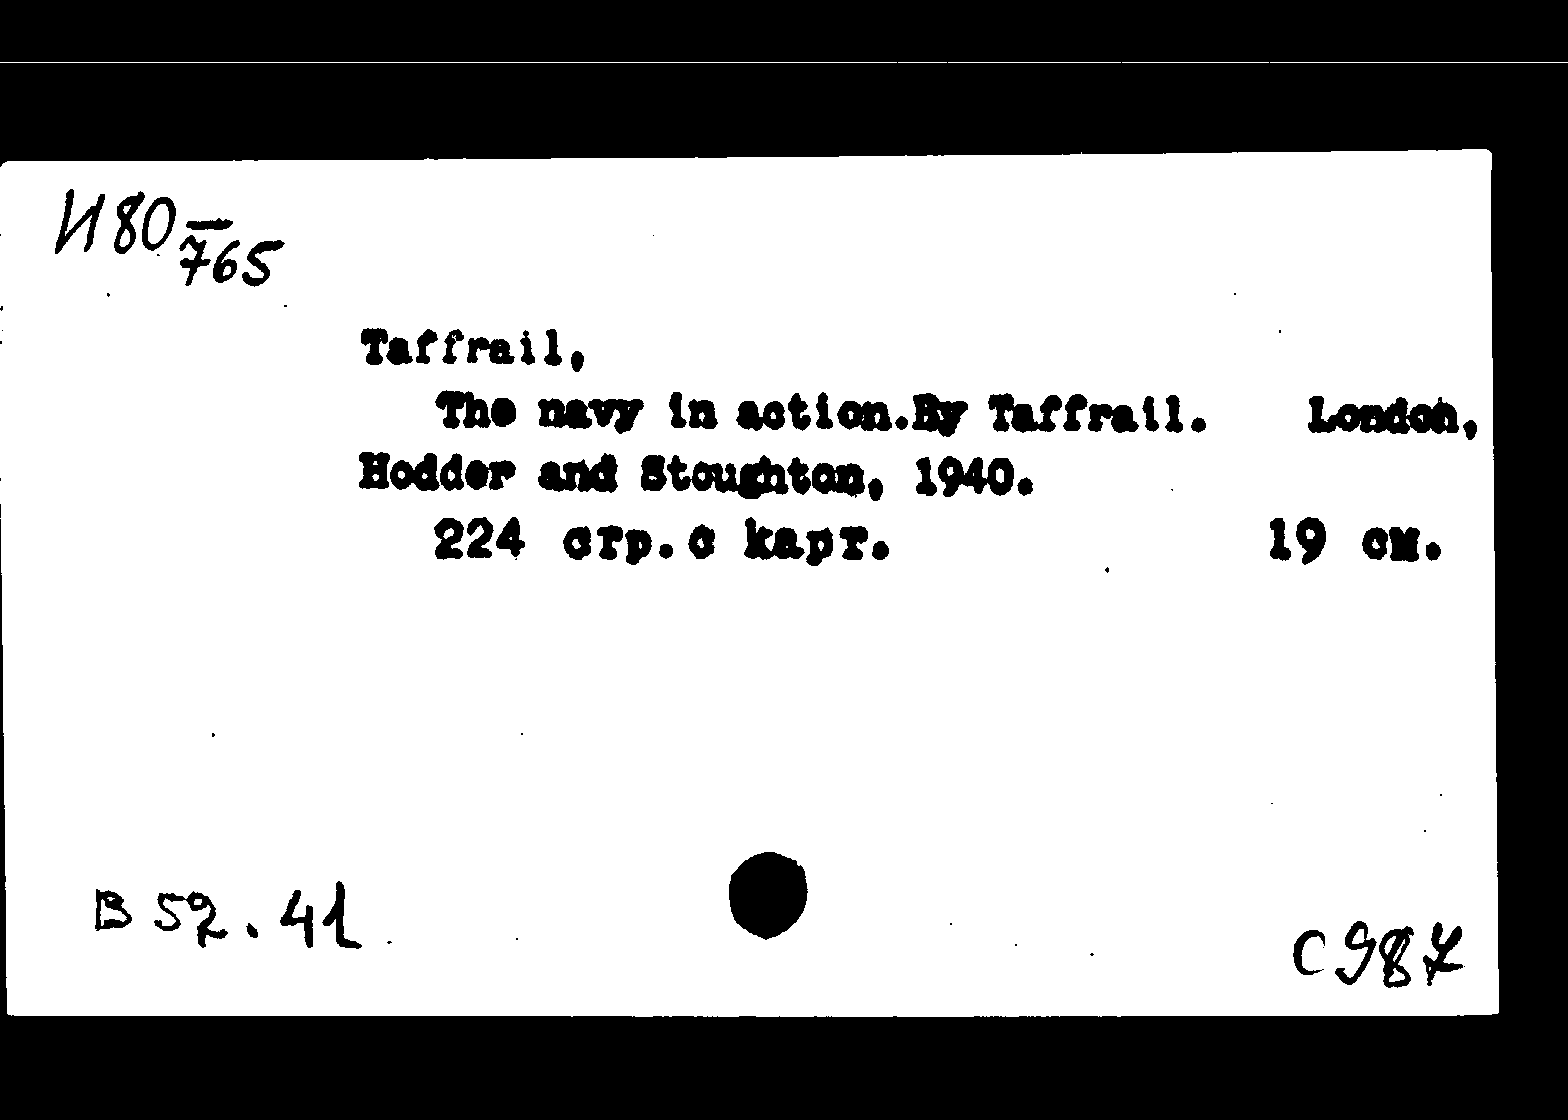 И80-
765
Taffrail,
The navy in action.By Taffrail. London,
Hodder and Stoughton, 1940.
224 стр.с карт. 19 см.
В 52.41
С 987